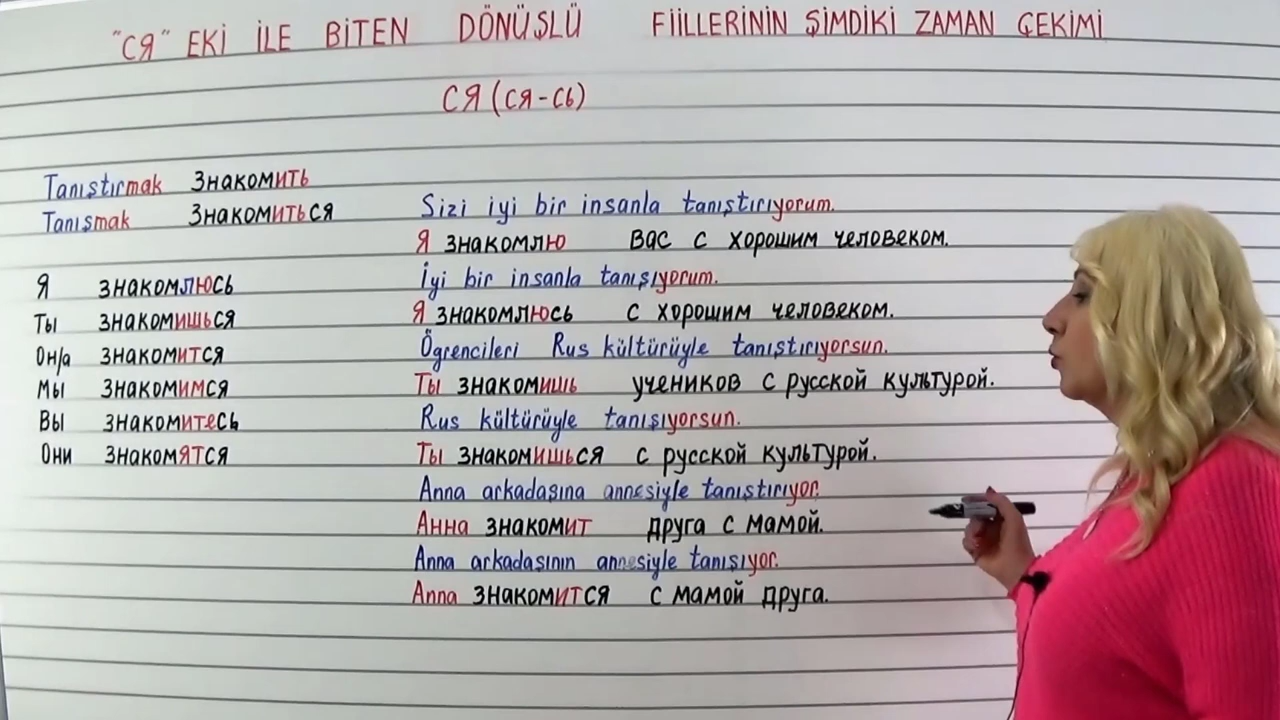 "СЯ" EKİ İLE BİTEN DÖNÜŞLÜ FİİLLERİNİN ŞİMDİKİ ZAMAN ÇEKİMİ
СЯ (СЯ-СЬ)
Tanıştırmak Знакомить
Tanışmak Знакомиться
Я знакомлюсь
Ты знакомишься
Он/а знакомится
Мы знакомимся
Вы знакомитесь
Они знакомятся
Sizi iyi bir insanla tanıştırıyorum.
Я знакомлю вас с хорошим человеком.
İyi bir insanla tanışıyorum.
Я знакомлюсь с хорошим человеком.
Ögrencileri Rus kültürüyle tanıştırıyorsun.
Ты знакомишь учеников с русской культурой.
Rus kültürüyle tanışıyorsun.
Ты знакомишься с русской культурой.
Anna arkadaşına annesiyle tanıştırıyor.
Анна знакомит друга с мамой.
Anna arkadaşının annesiyle tanışıyor.
Anna знакомится с мамой друга.